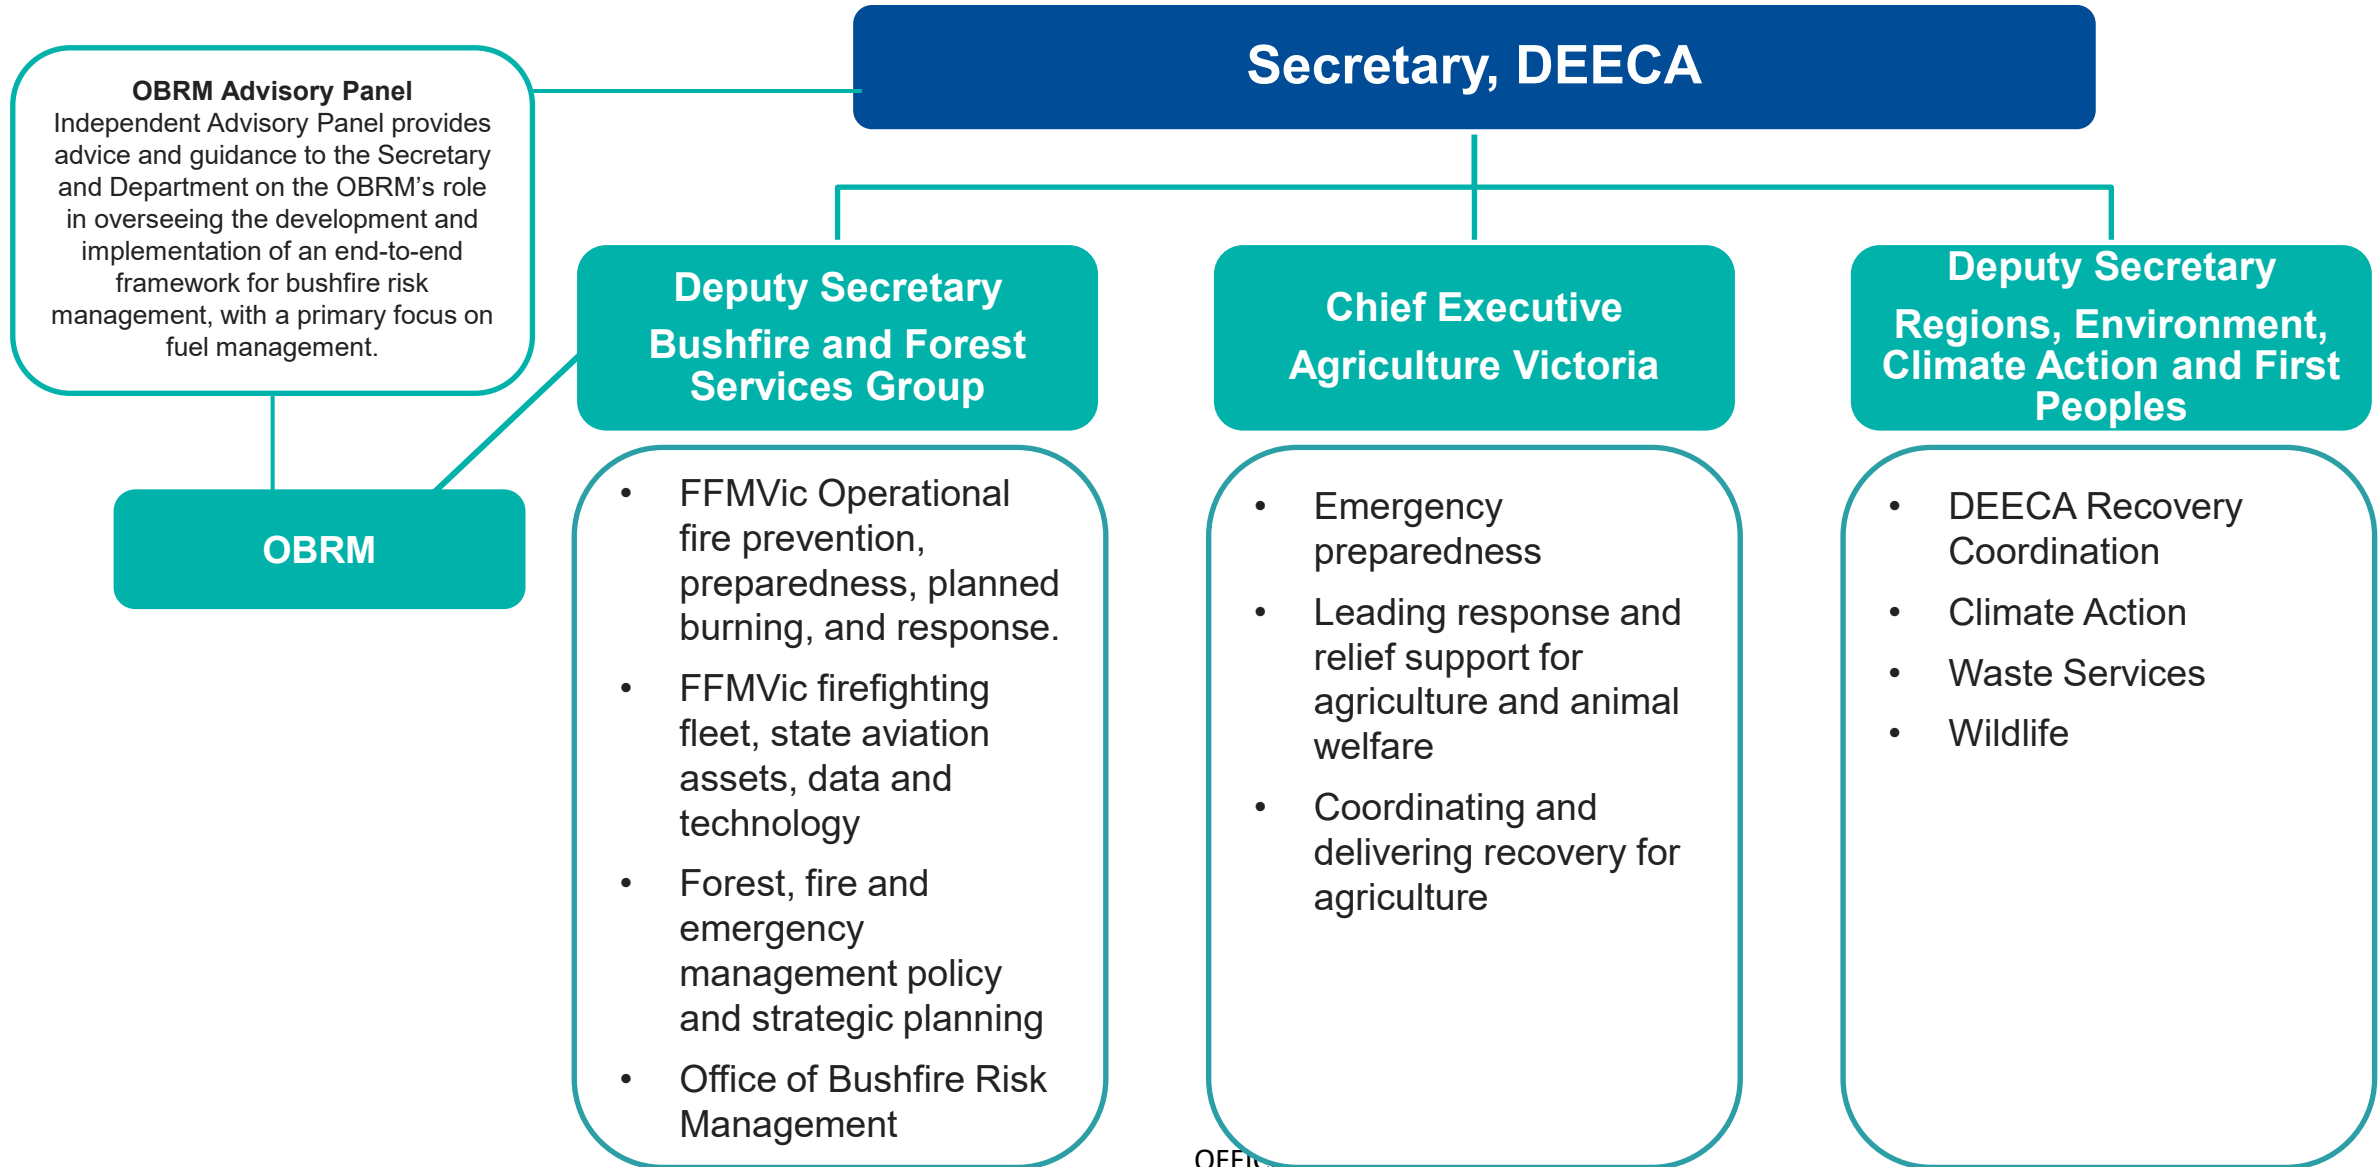 Secretary, DEECA
OBRM Advisory Panel
Independent Advisory Panel provides
advice and guidance to the Secretary
and Department on the OBRM’s role
in overseeing the development and
implementation of an end-to-end
framework for bushfire risk
management, with a primary focus on
fuel management.
OBRM
Deputy Secretary
Bushfire and Forest
Services Group
• FFMVic Operational
fire prevention,
preparedness, planned
burning, and response.
• FFMVic firefighting
fleet, state aviation
assets, data and
technology
• Forest, fire and
emergency
management policy
and strategic planning
• Office of Bushfire Risk
Management
Chief Executive
Agriculture Victoria
• Emergency
preparedness
• Leading response and
relief support for
agriculture and animal
welfare
• Coordinating and
delivering recovery for
agriculture
Deputy Secretary
Regions, Environment,
Climate Action and First
Peoples
• DEECA Recovery
Coordination
• Climate Action
• Waste Services
• Wildlife